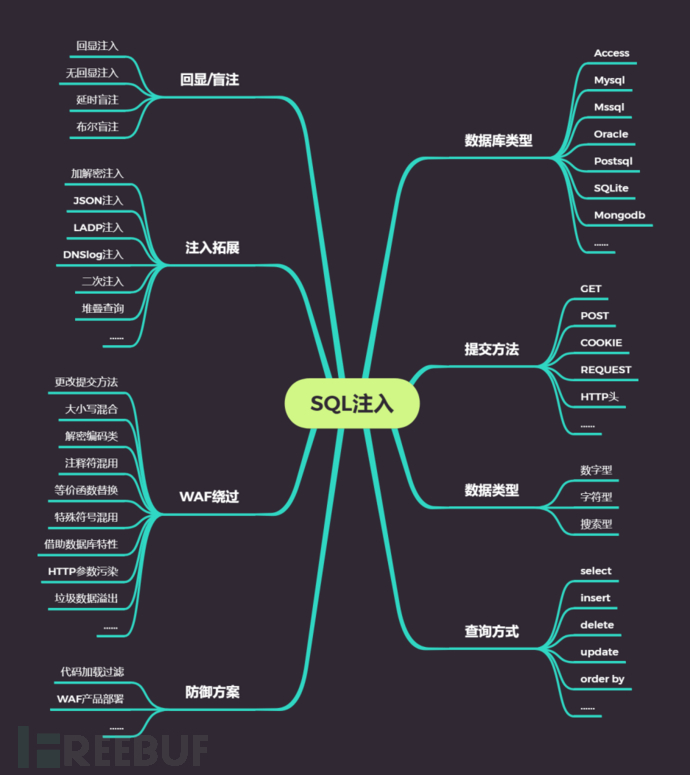 SQL注入
回显/盲注
回显注入
无回显注入
延时盲注
布尔盲注
注入拓展
加解密注入
JSON注入
LADP注入
DNSlog注入
二次注入
堆叠查询
......
WAF绕过
更改提交方法
大小写混合
解密编码类
注释符混用
等价函数替换
特殊符号混用
借助数据库特性
HTTP参数污染
垃圾数据溢出
......
防御方案
代码加载过滤
WAF产品部署
......
数据库类型
Access
Mysql
Mssql
Oracle
Postsql
SQLite
Mongodb
......
提交方法
GET
POST
COOKIE
REQUEST
HTTP头
......
数据类型
数字型
字符型
搜索型
查询方式
select
insert
delete
update
order by
......
FREEBUF